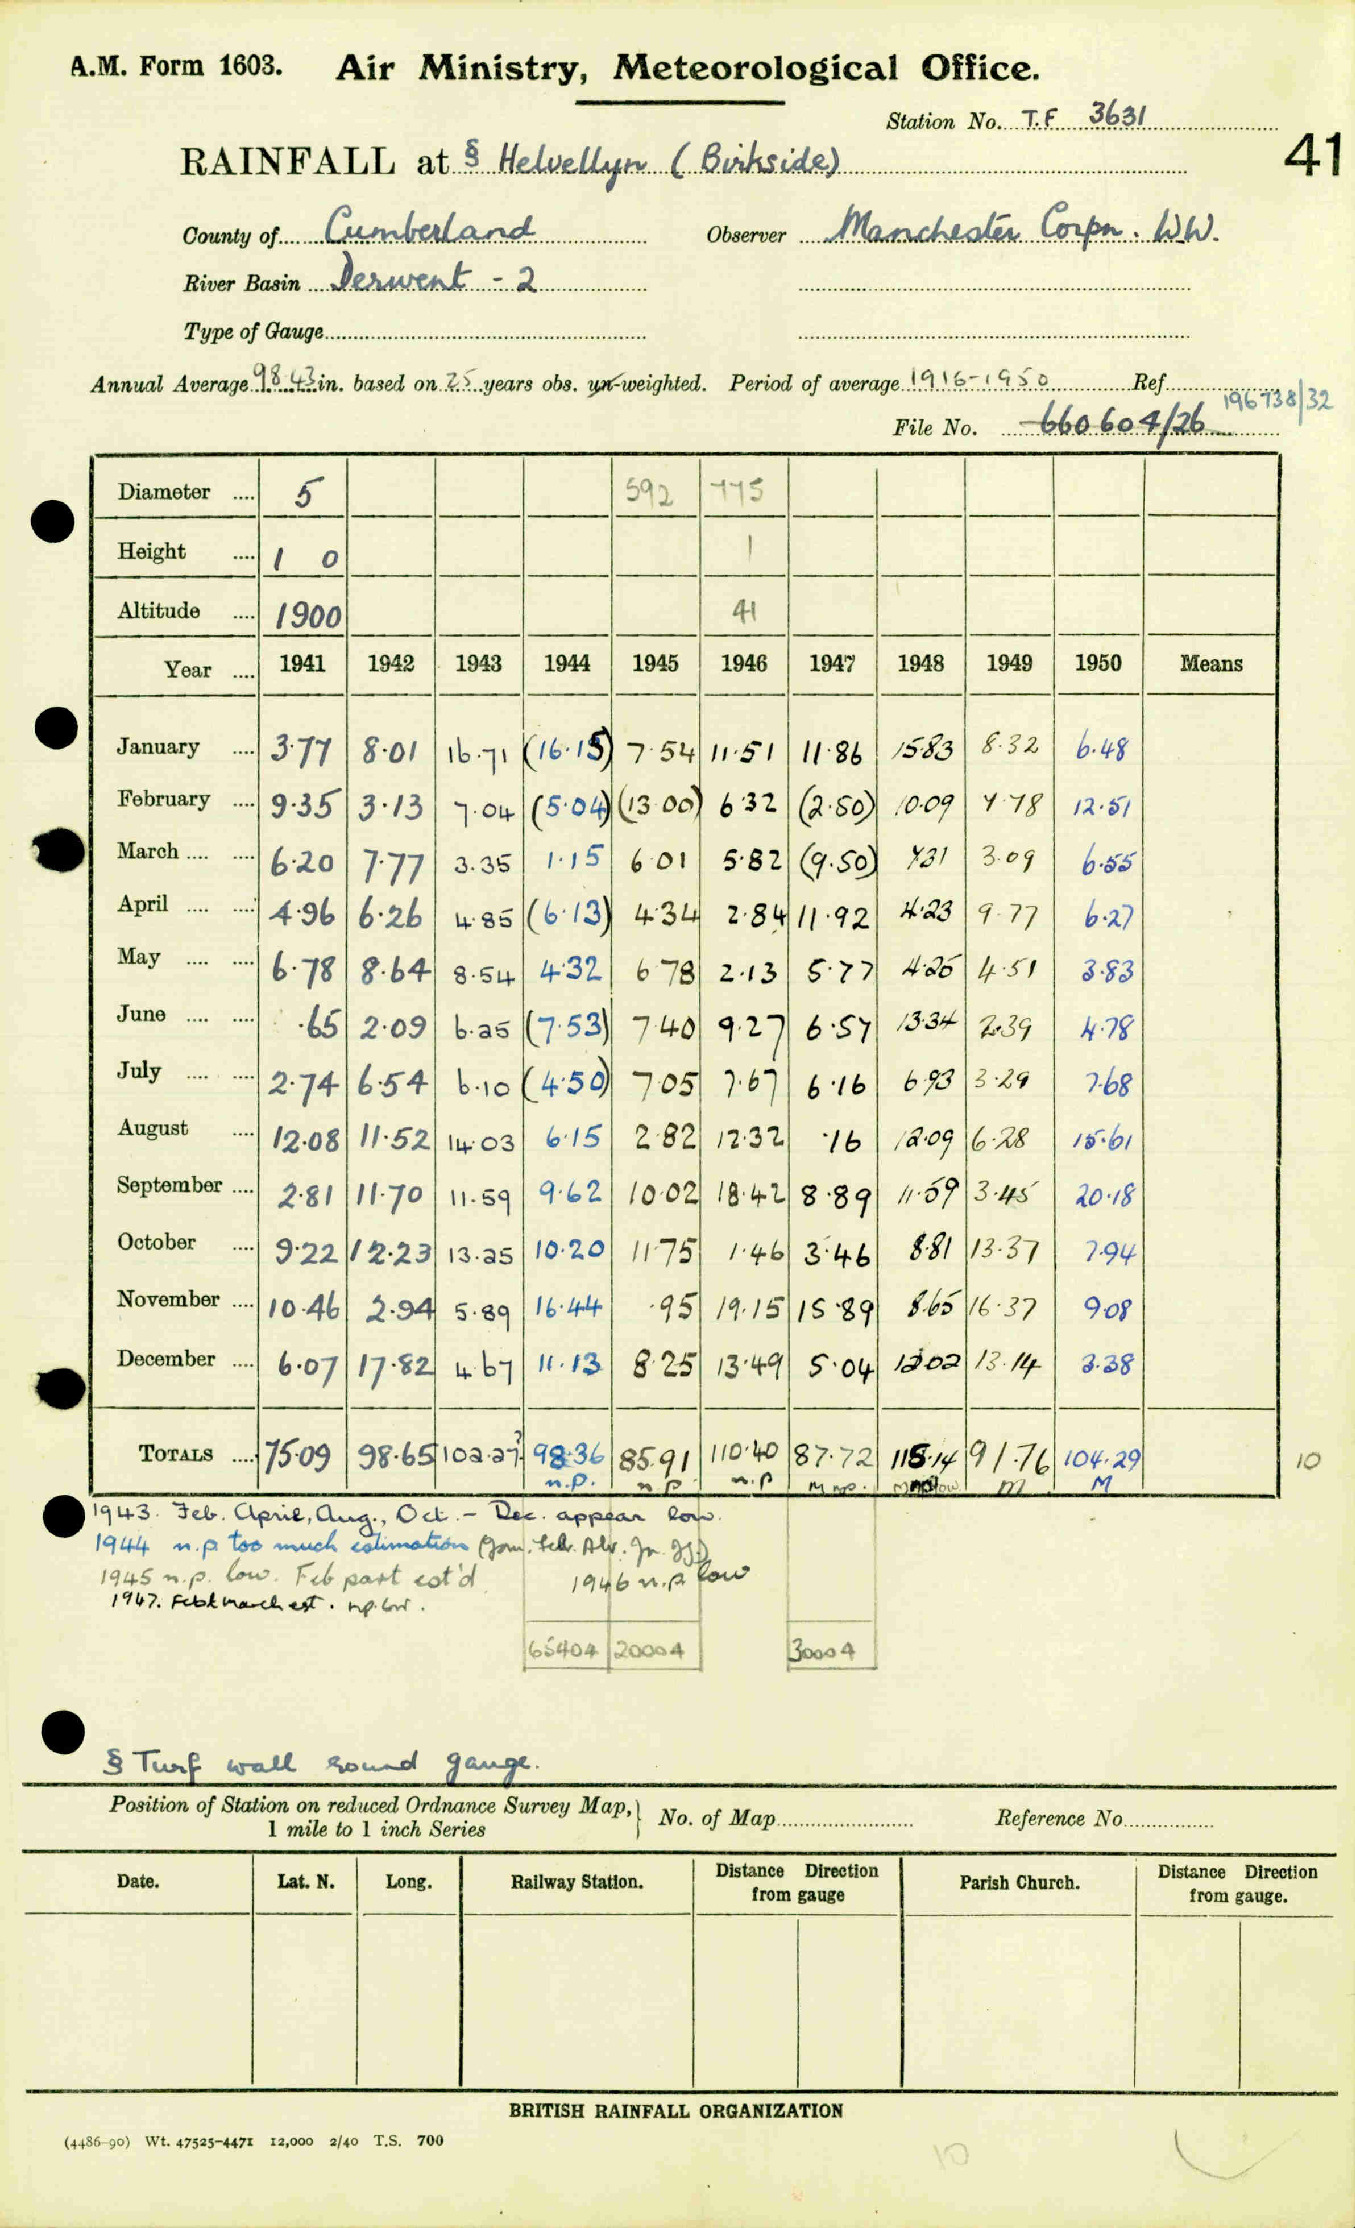 A.M. Form 1603. Air Ministry, Meteorological Office.
Station No. T.F 3631
RAINFALL at § Helvellyn (Birkside) 41
County of Cumberland Observer Manchester Corpn. W.W.
River Basin Derwent - 2
Type of Gauge
Annual Average 98.43 in. based on 25 years obs. un-weighted. Period of average 1916-1950 Ref. 196738/32
File No. 660604/26
Diameter 5 592 775
Height 1 0 1
Altitude 1900 41
Year 1941 1942 1943 1944 1945 1946 1947 1948 1949 1950 Means
January 3.77 8.01 16.71 (16.15) 7.54 11.51 11.86 15.83 8.32 6.48
February 9.35 3.13 7.04 (5.04) (13.00) 6.32 (2.50) 10.09 7.78 12.51
March 6.20 7.77 3.35 1.15 6.01 5.82 (9.50) 7.31 3.09 6.55
April 4.96 6.26 4.85 (6.13) 4.34 2.84 11.92 4.23 9.77 6.27
May 6.78 8.64 8.54 4.32 6.78 2.13 5.77 4.25 4.51 3.83
June .65 2.09 6.25 (7.53) 7.40 9.27 6.57 13.34 2.39 4.78
July 2.74 6.54 6.10 (4.50) 7.05 7.67 6.16 6.93 3.29 7.68
August 12.08 11.52 14.03 6.15 2.82 12.32 .16 12.09 6.28 15.61
September 2.81 11.70 11.59 9.62 10.02 18.42 8.89 11.59 3.45 20.18
October 9.22 12.23 13.25 10.20 11.75 1.46 3.46 8.81 13.37 7.94
November 10.46 2.94 5.89 16.44 .95 19.15 15.89 8.65 16.37 9.08
December 6.07 17.82 4.67 11.13 8.25 13.49 5.04 12.02 13.14 3.38
TOTALS 75.09 98.65 102.27? 98.36 85.91 110.40 87.72 115.14 91.76 104.29 10
n.p. n.p n.p M np. M np low M M
1943. Feb. April, Aug., Oct. - Dec. appear low.
1944 n.p. too much estimation
1945 n.p. low. Feb part est'd 1946 n.p. low
1947. Feb & March est. np. low.
65404 20004 30004
§ Turf wall round gauge.
Position of Station on reduced Ordnance Survey Map, 1 mile to 1 inch Series No. of Map Reference No.
Date. Lat. N. Long. Railway Station. Distance Direction from gauge Parish Church. Distance Direction from gauge.
BRITISH RAINFALL ORGANIZATION
(4486-90) Wt. 47525-4471 12,000 2/40 T.S. 700
10